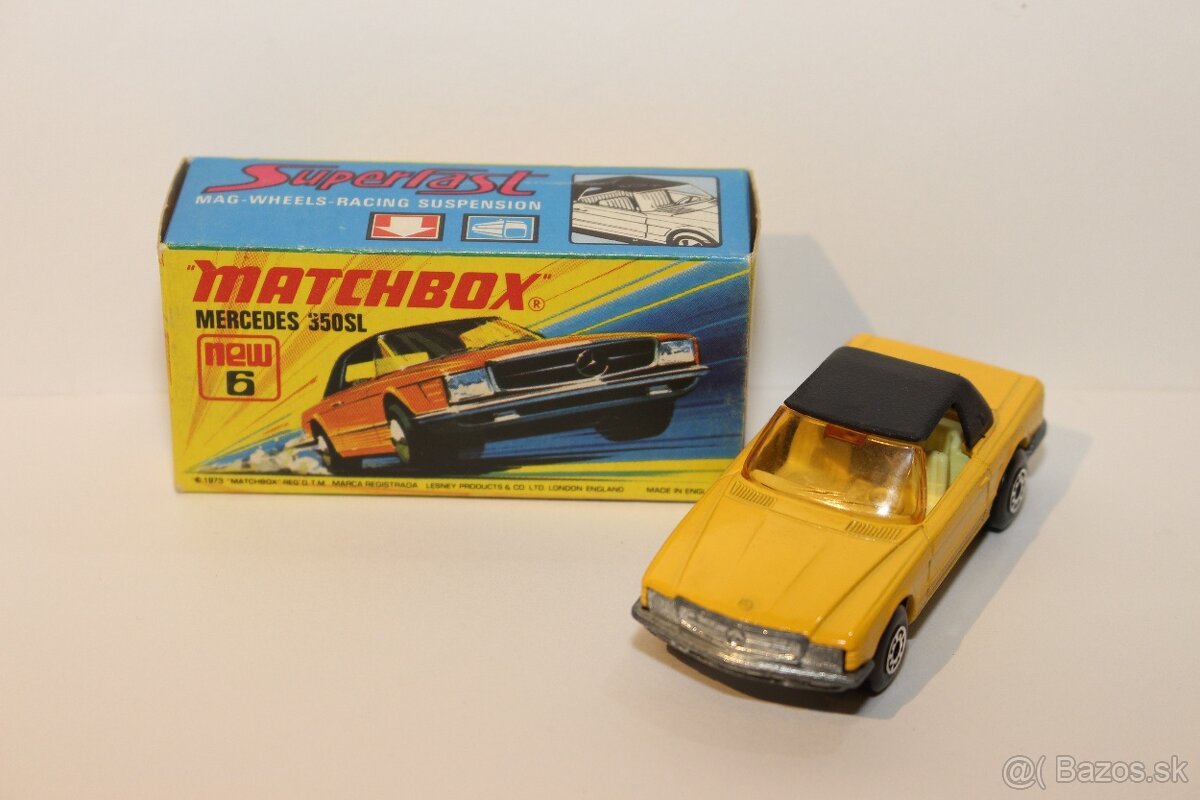 Superfast
MAG-WHEELS-RACING SUSPENSION
"MATCHBOX"®
MERCEDES 350SL
new
6
© 1973 "MATCHBOX" REG'D. T.M. MARCA REGISTRADA LESNEY PRODUCTS & CO. LTD. LONDON ENGLAND MADE IN ENGL
@( Bazos.sk